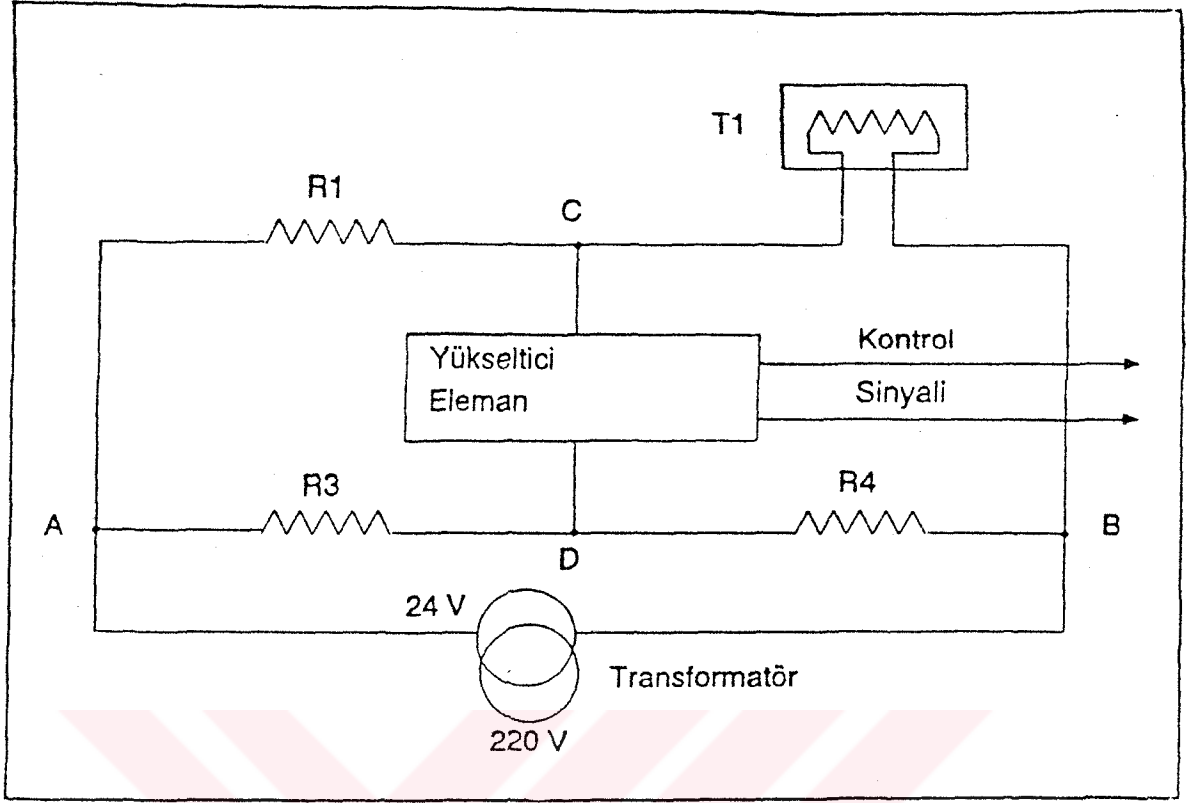 T1
R1
C
Yükseltici
Eleman
Kontrol
Sinyali
R3
R4
A
B
D
24 V
Transformatör
220 V